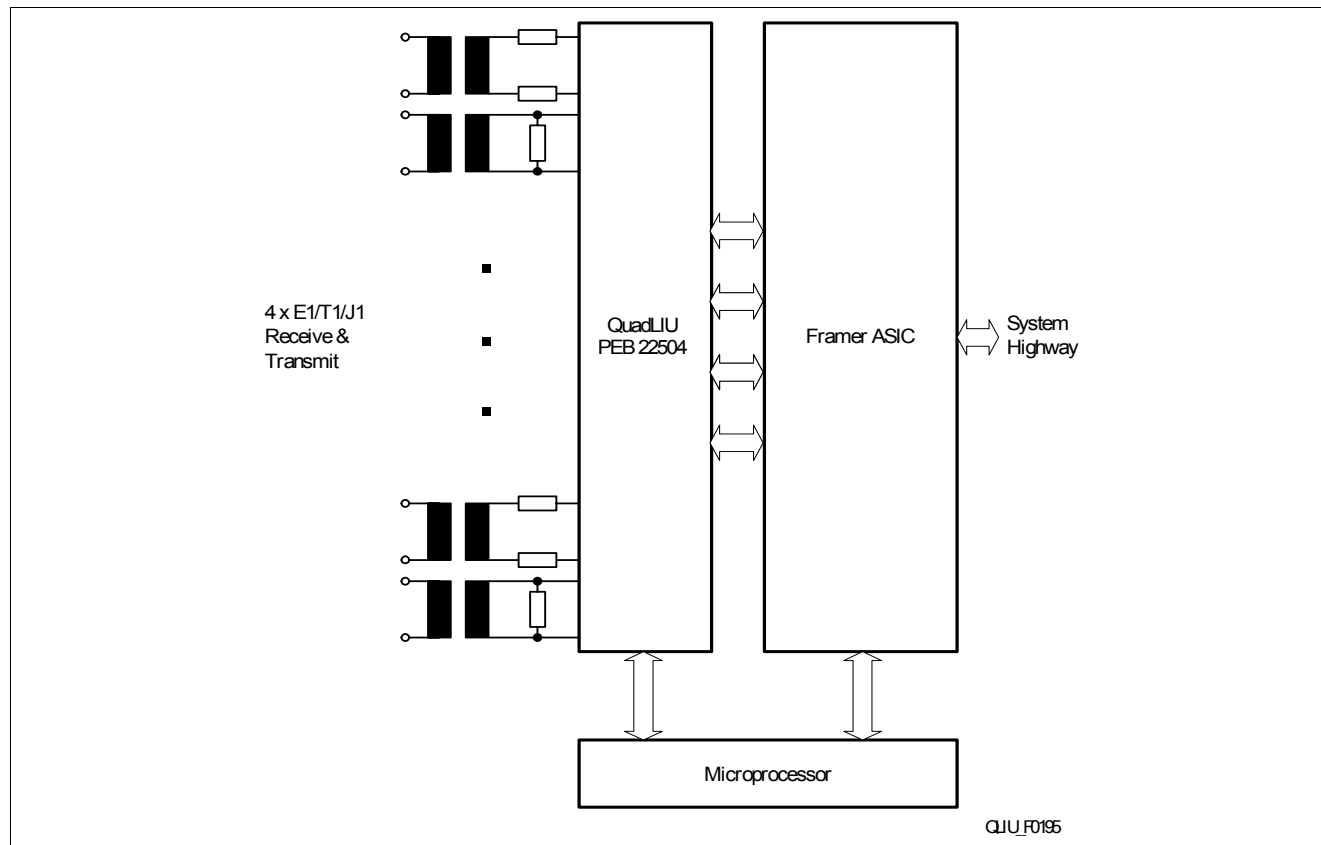 4 x E1/T1/J1
Receive &
Transmit
QuadLIU
PEB 22504
Framer ASIC
System
Highway
Microprocessor
QLIU_F0195